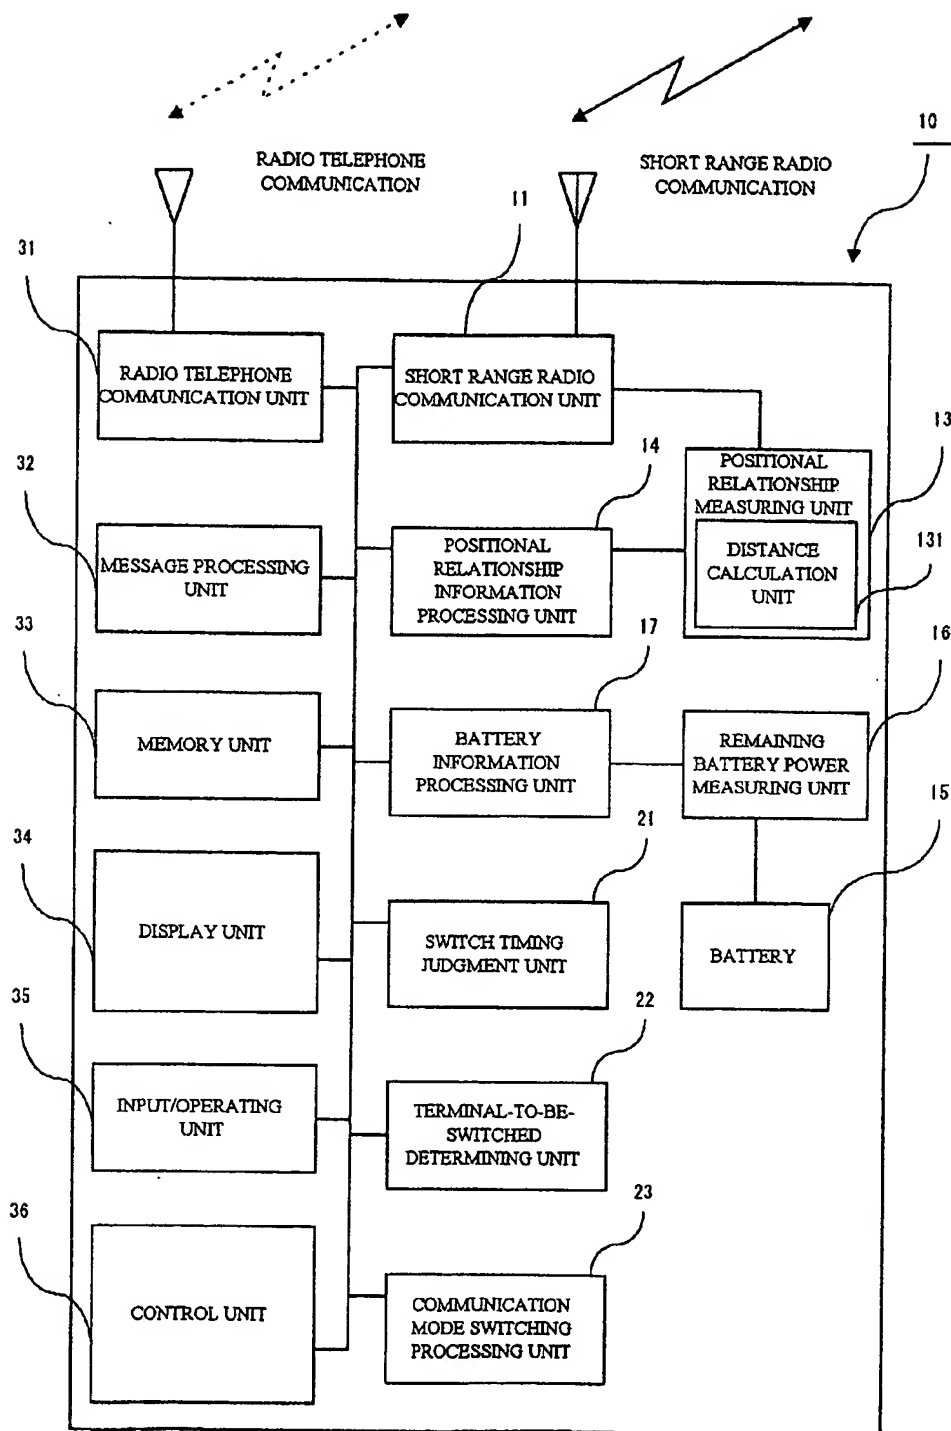 RADIO TELEPHONE
COMMUNICATION
SHORT RANGE RADIO
COMMUNICATION
10
11
31
RADIO TELEPHONE
COMMUNICATION UNIT
SHORT RANGE RADIO
COMMUNICATION UNIT
13
POSITIONAL
RELATIONSHIP
MEASURING UNIT
131
DISTANCE
CALCULATION
UNIT
32
MESSAGE PROCESSING
UNIT
14
POSITIONAL
RELATIONSHIP
INFORMATION
PROCESSING UNIT
33
MEMORY UNIT
17
BATTERY
INFORMATION
PROCESSING UNIT
16
REMAINING
BATTERY POWER
MEASURING UNIT
34
DISPLAY UNIT
21
SWITCH TIMING
JUDGMENT UNIT
15
BATTERY
35
INPUT/OPERATING
UNIT
22
TERMINAL-TO-BE-
SWITCHED
DETERMINING UNIT
36
CONTROL UNIT
23
COMMUNICATION
MODE SWITCHING
PROCESSING UNIT